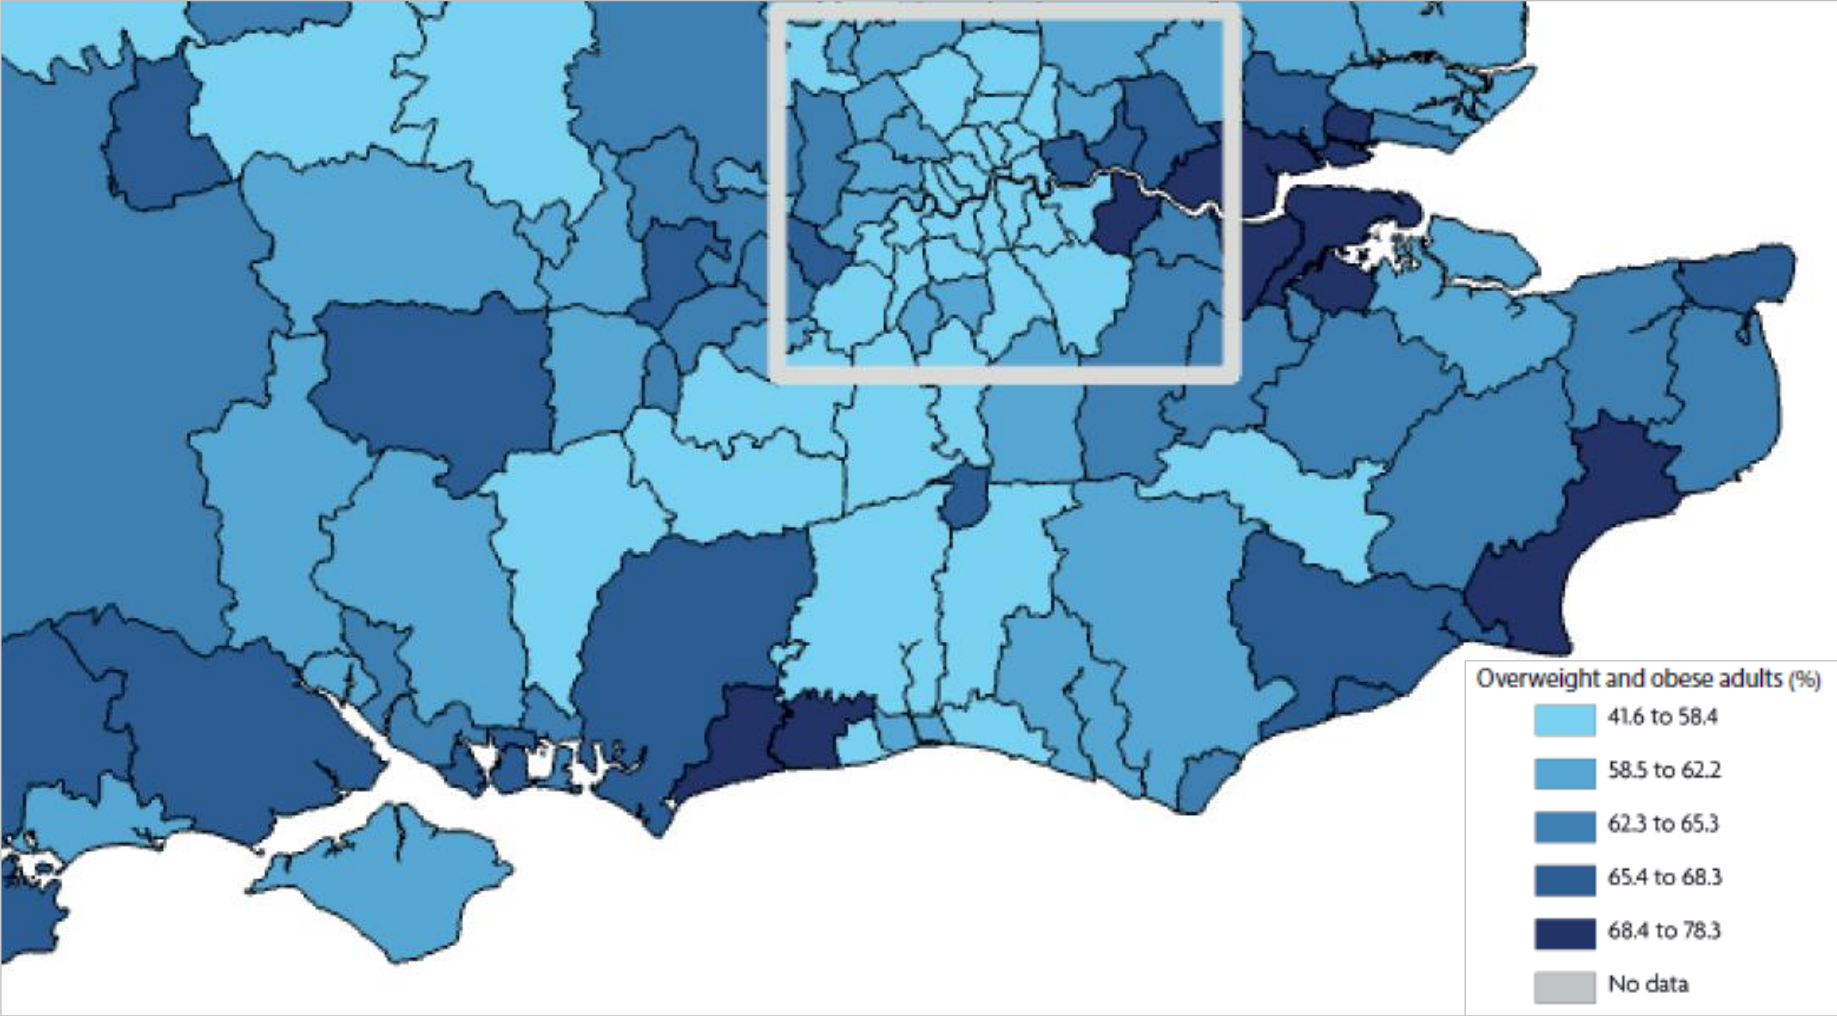 Overweight and obese adults (%)
41.6 to 58.4
58.5 to 62.2
62.3 to 65.3
65.4 to 68.3
68.4 to 78.3
No data